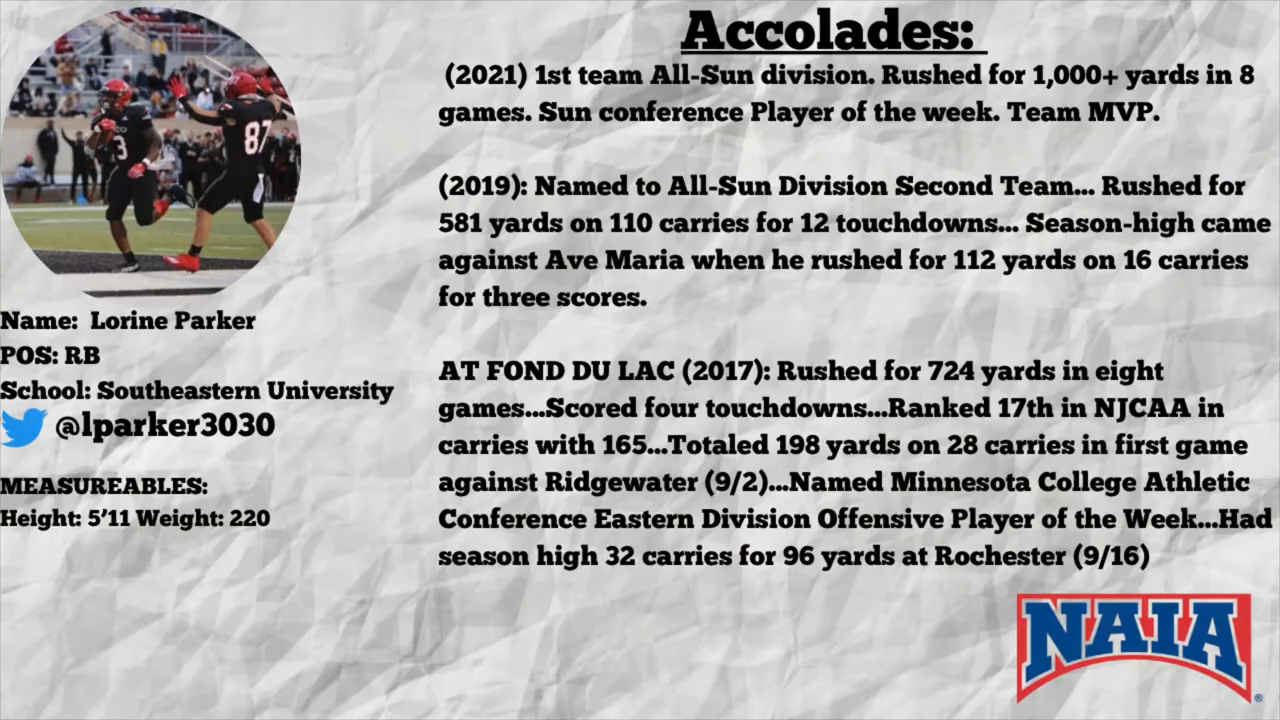 Accolades:
(2021) 1st team All-Sun division. Rushed for 1,000+ yards in 8
games. Sun conference Player of the week. Team MVP.
(2019): Named to All-Sun Division Second Team... Rushed for
581 yards on 110 carries for 12 touchdowns... Season-high came
against Ave Maria when he rushed for 112 yards on 16 carries
for three scores.
AT FOND DU LAC (2017): Rushed for 724 yards in eight
games...Scored four touchdowns...Ranked 17th in NJCAA in
carries with 165...Totaled 198 yards on 28 carries in first game
against Ridgewater (9/2)...Named Minnesota College Athletic
Conference Eastern Division Offensive Player of the Week...Had
season high 32 carries for 96 yards at Rochester (9/16)
3
87
Name: Lorine Parker
POS: RB
School: Southeastern University
@lparker3030
MEASUREABLES:
Height: 5'11 Weight: 220
NAIA
®